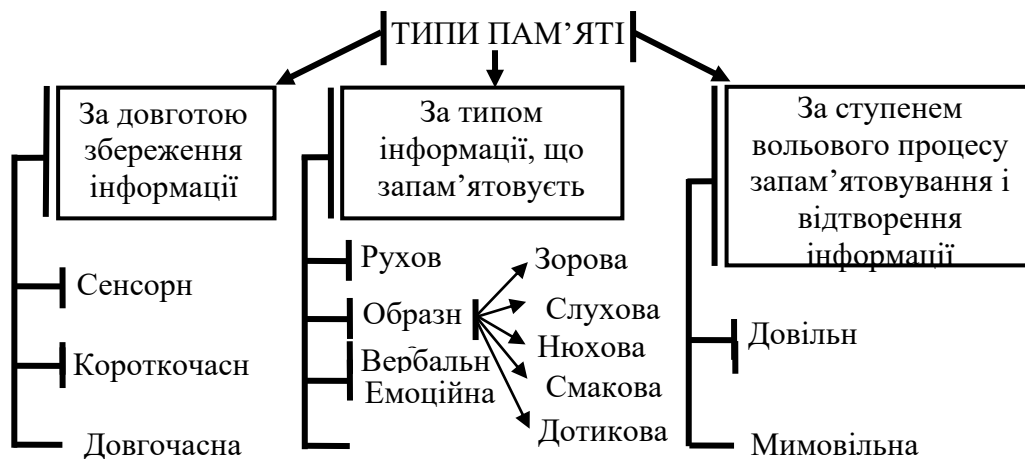 ТИПИ ПАМ’ЯТІ
За довготою
збереження
інформації
Сенсорн
Короткочасн
Довгочасна
За типом
інформації, що
запам’ятовуєть
Рухов
Образн
Вербальн
Емоційна
Зорова
Слухова
Нюхова
Смакова
Дотикова
За ступенем
вольового процесу
запам’ятовування і
відтворення
інформації
Довільн
Мимовільна